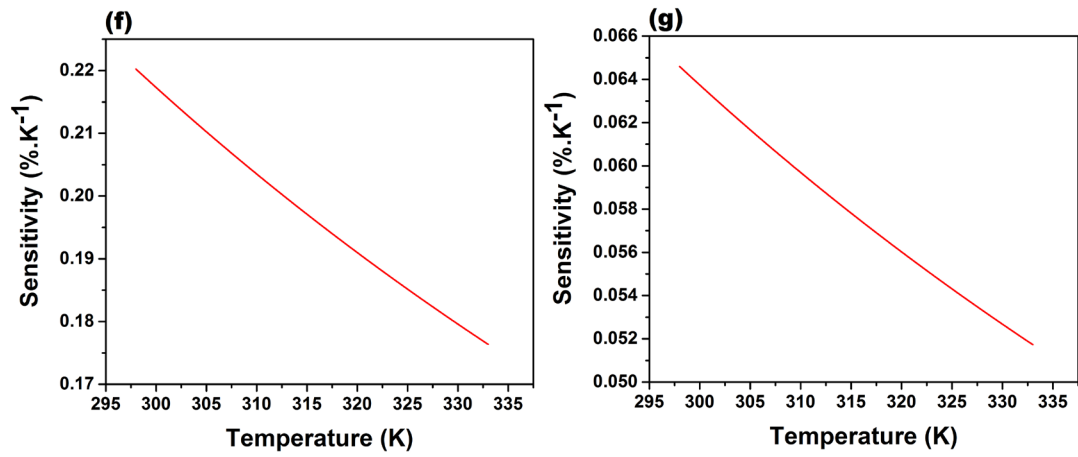 (f)
Sensitivity (%.K⁻¹)
0.22
0.21
0.20
0.19
0.18
0.17
295 300 305 310 315 320 325 330 335
Temperature (K)
(g)
Sensitivity (%.K⁻¹)
0.066
0.064
0.062
0.060
0.058
0.056
0.054
0.052
0.050
295 300 305 310 315 320 325 330 335
Temperature (K)